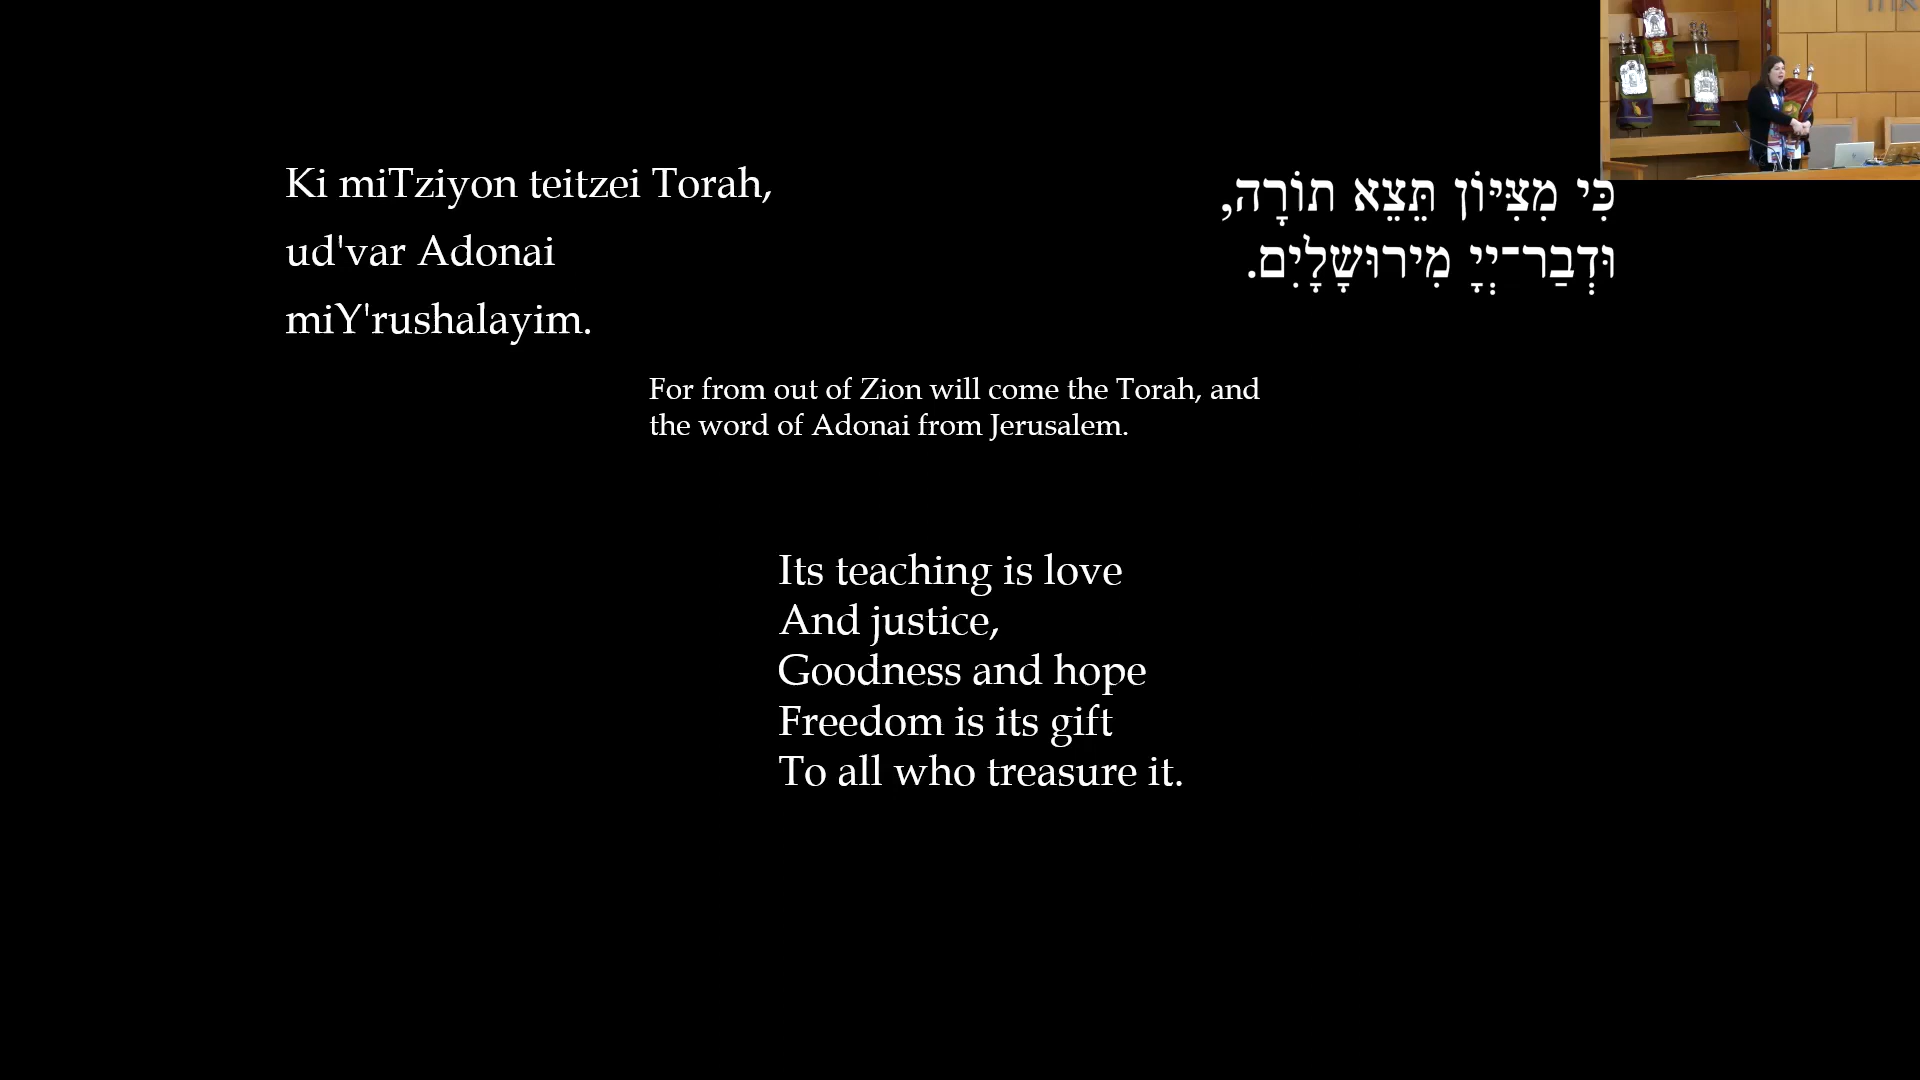 Ki miTziyon teitzei Torah,
ud'var Adonai
miY'rushalayim.
כִּי מִצִּיּוֹן תֵּצֵא תוֹרָה,
וּדְבַר־יְיָ מִירוּשָׁלָיִם.
For from out of Zion will come the Torah, and
the word of Adonai from Jerusalem.
Its teaching is love
And justice,
Goodness and hope
Freedom is its gift
To all who treasure it.